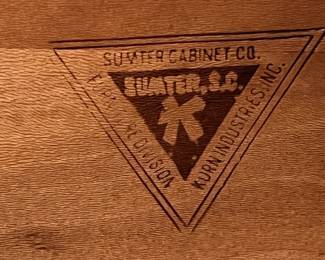 SUMTER CABINET CO.
SUMTER, S.C.
DIVISION
KORN INDUSTRIES, INC.